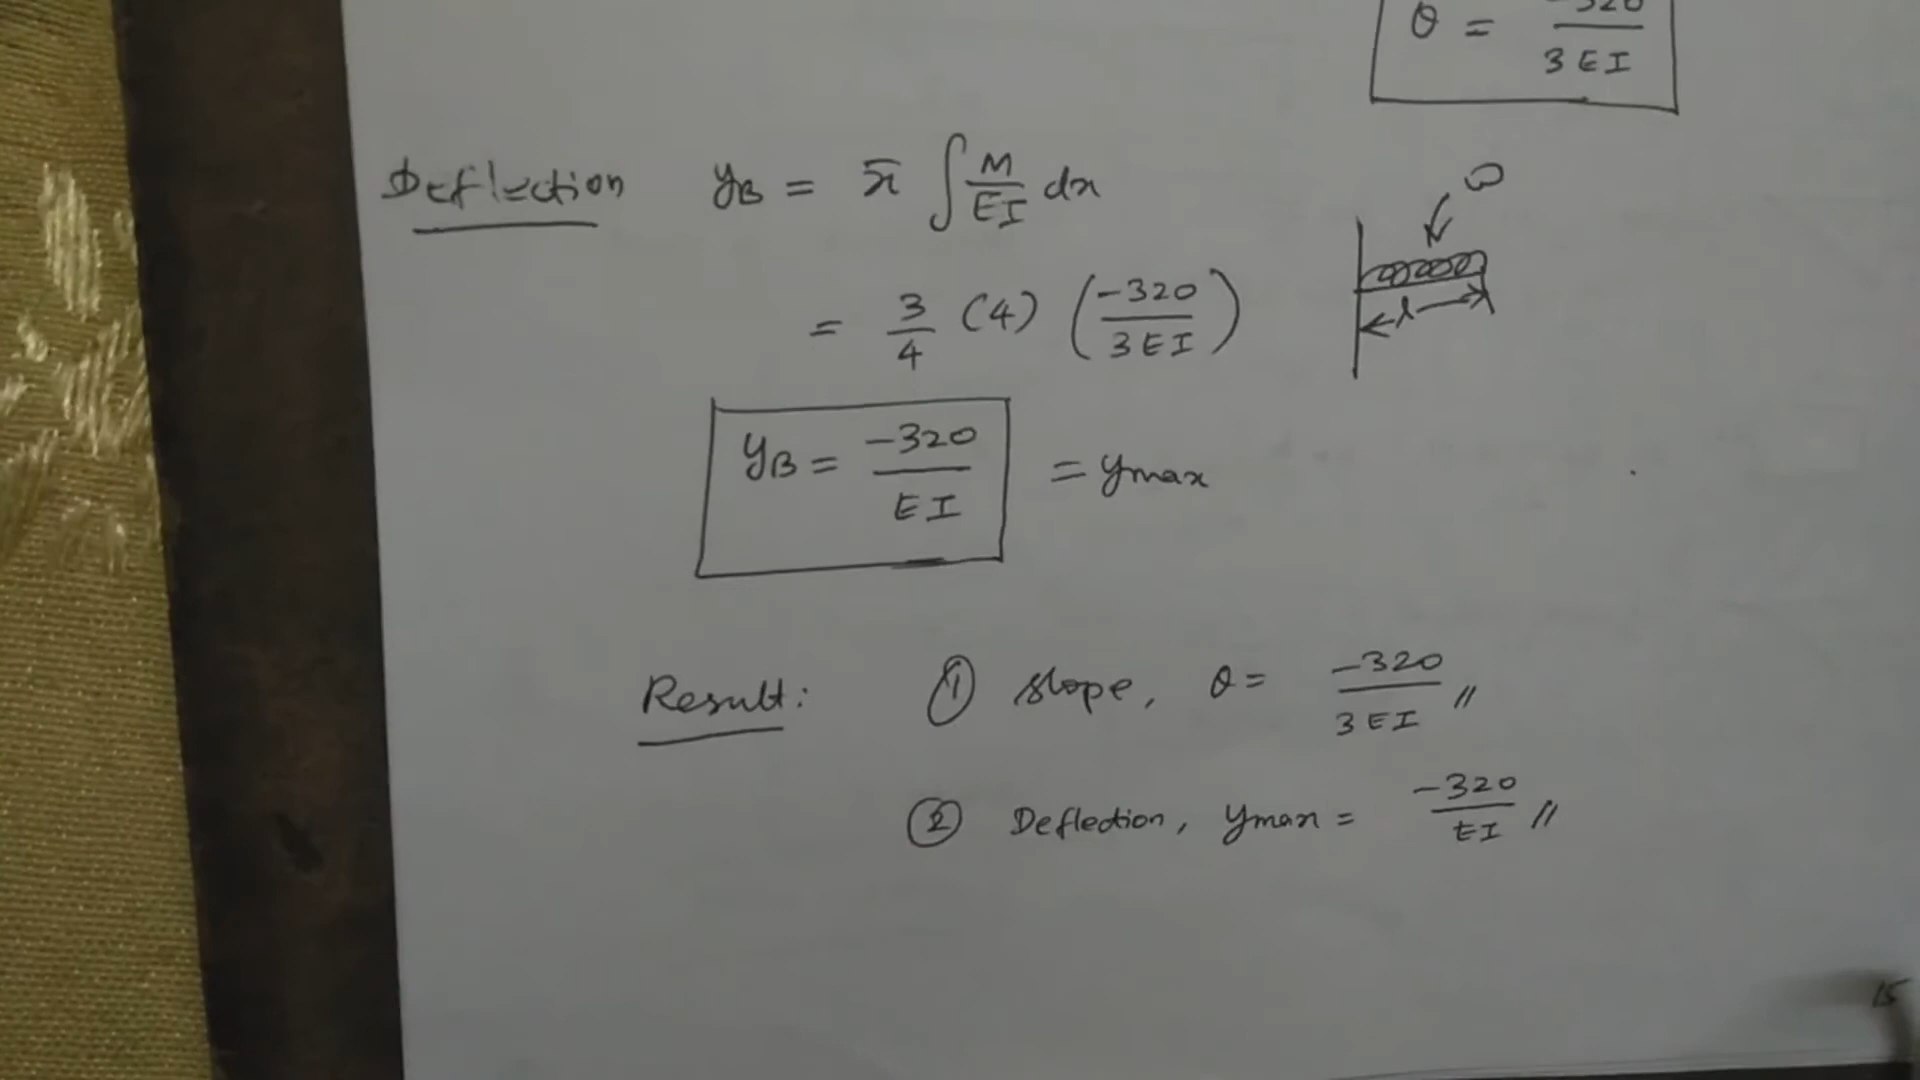 θ = -320 / 3EI
Deflection y_B = x̄ ∫ M/EI dx
ω
= 3/4 (4) (-320 / 3EI)
l
y_B = -320 / EI = y_max
Result: ① slope, θ = -320 / 3EI //
② Deflection, y_max = -320 / EI //
15